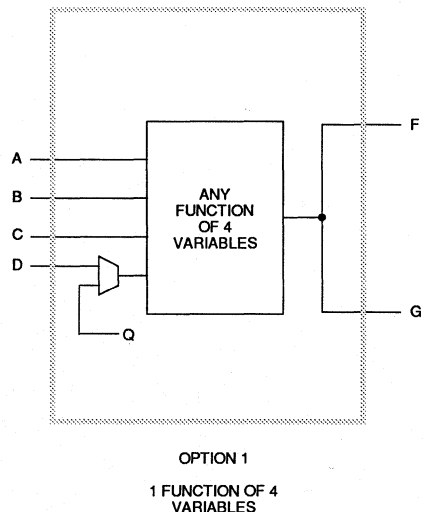 A
B
C
D
Q
ANY
FUNCTION
OF 4
VARIABLES
F
G
OPTION 1
1 FUNCTION OF 4
VARIABLES